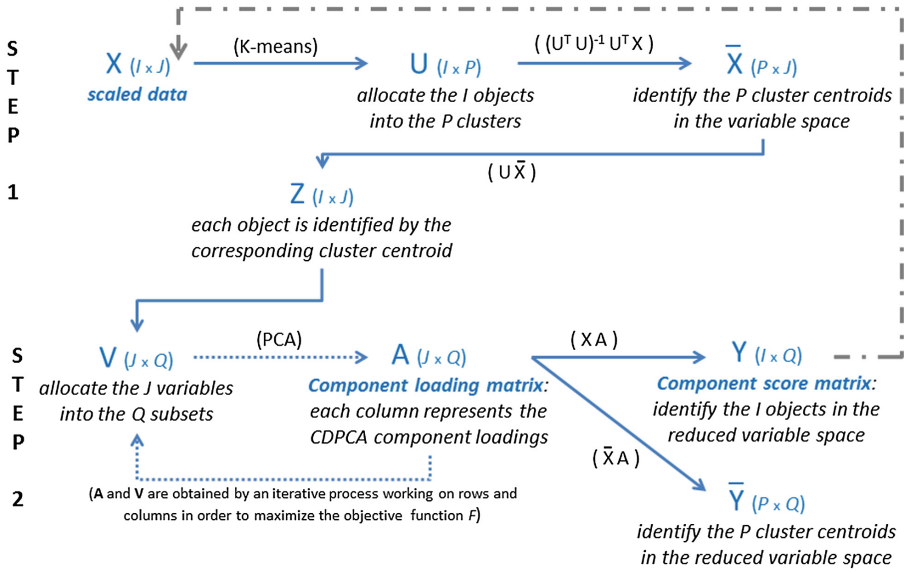 STEP 1
(K-means)
((Uᵀ U)⁻¹ Uᵀ X)
X (I x J)
scaled data
U (I x P)
allocate the I objects
into the P clusters
X̅ (P x J)
identify the P cluster centroids
in the variable space
(U X̅)
Z (I x J)
each object is identified by the
corresponding cluster centroid
STEP 2
V (J x Q)
allocate the J variables
into the Q subsets
(PCA)
A (J x Q)
Component loading matrix:
each column represents the
CDPCA component loadings
(X A)
Y (I x Q)
Component score matrix:
identify the I objects in the
reduced variable space
(X̅ A)
(A and V are obtained by an iterative process working on rows and
columns in order to maximize the objective function F)
Y̅ (P x Q)
identify the P cluster centroids
in the reduced variable space